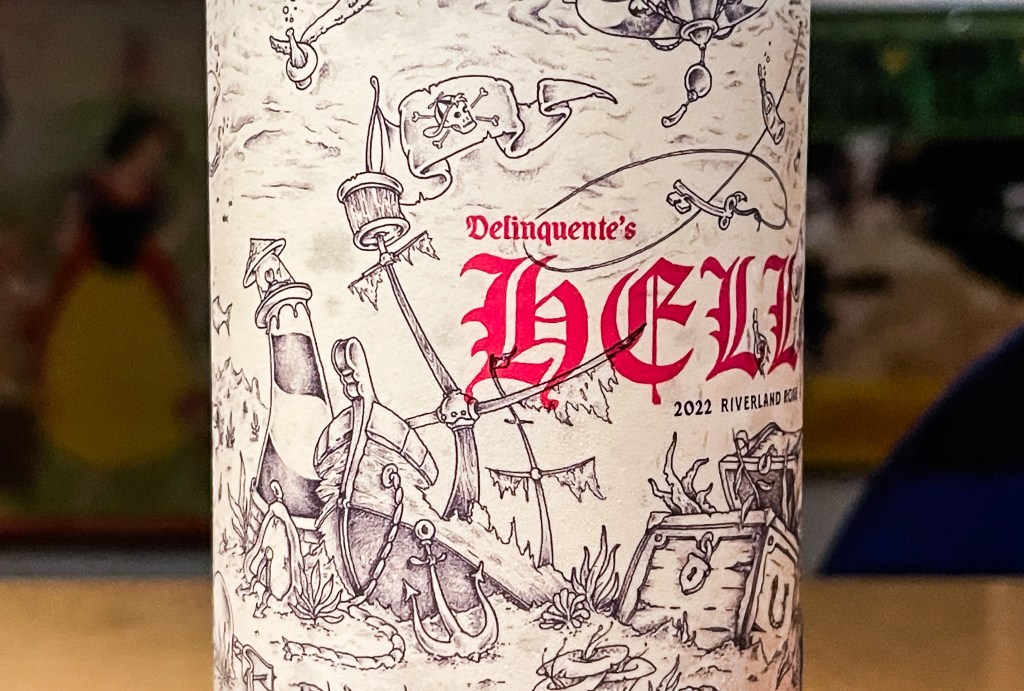 Delinquente's
HELL
2022 RIVERLAND
U